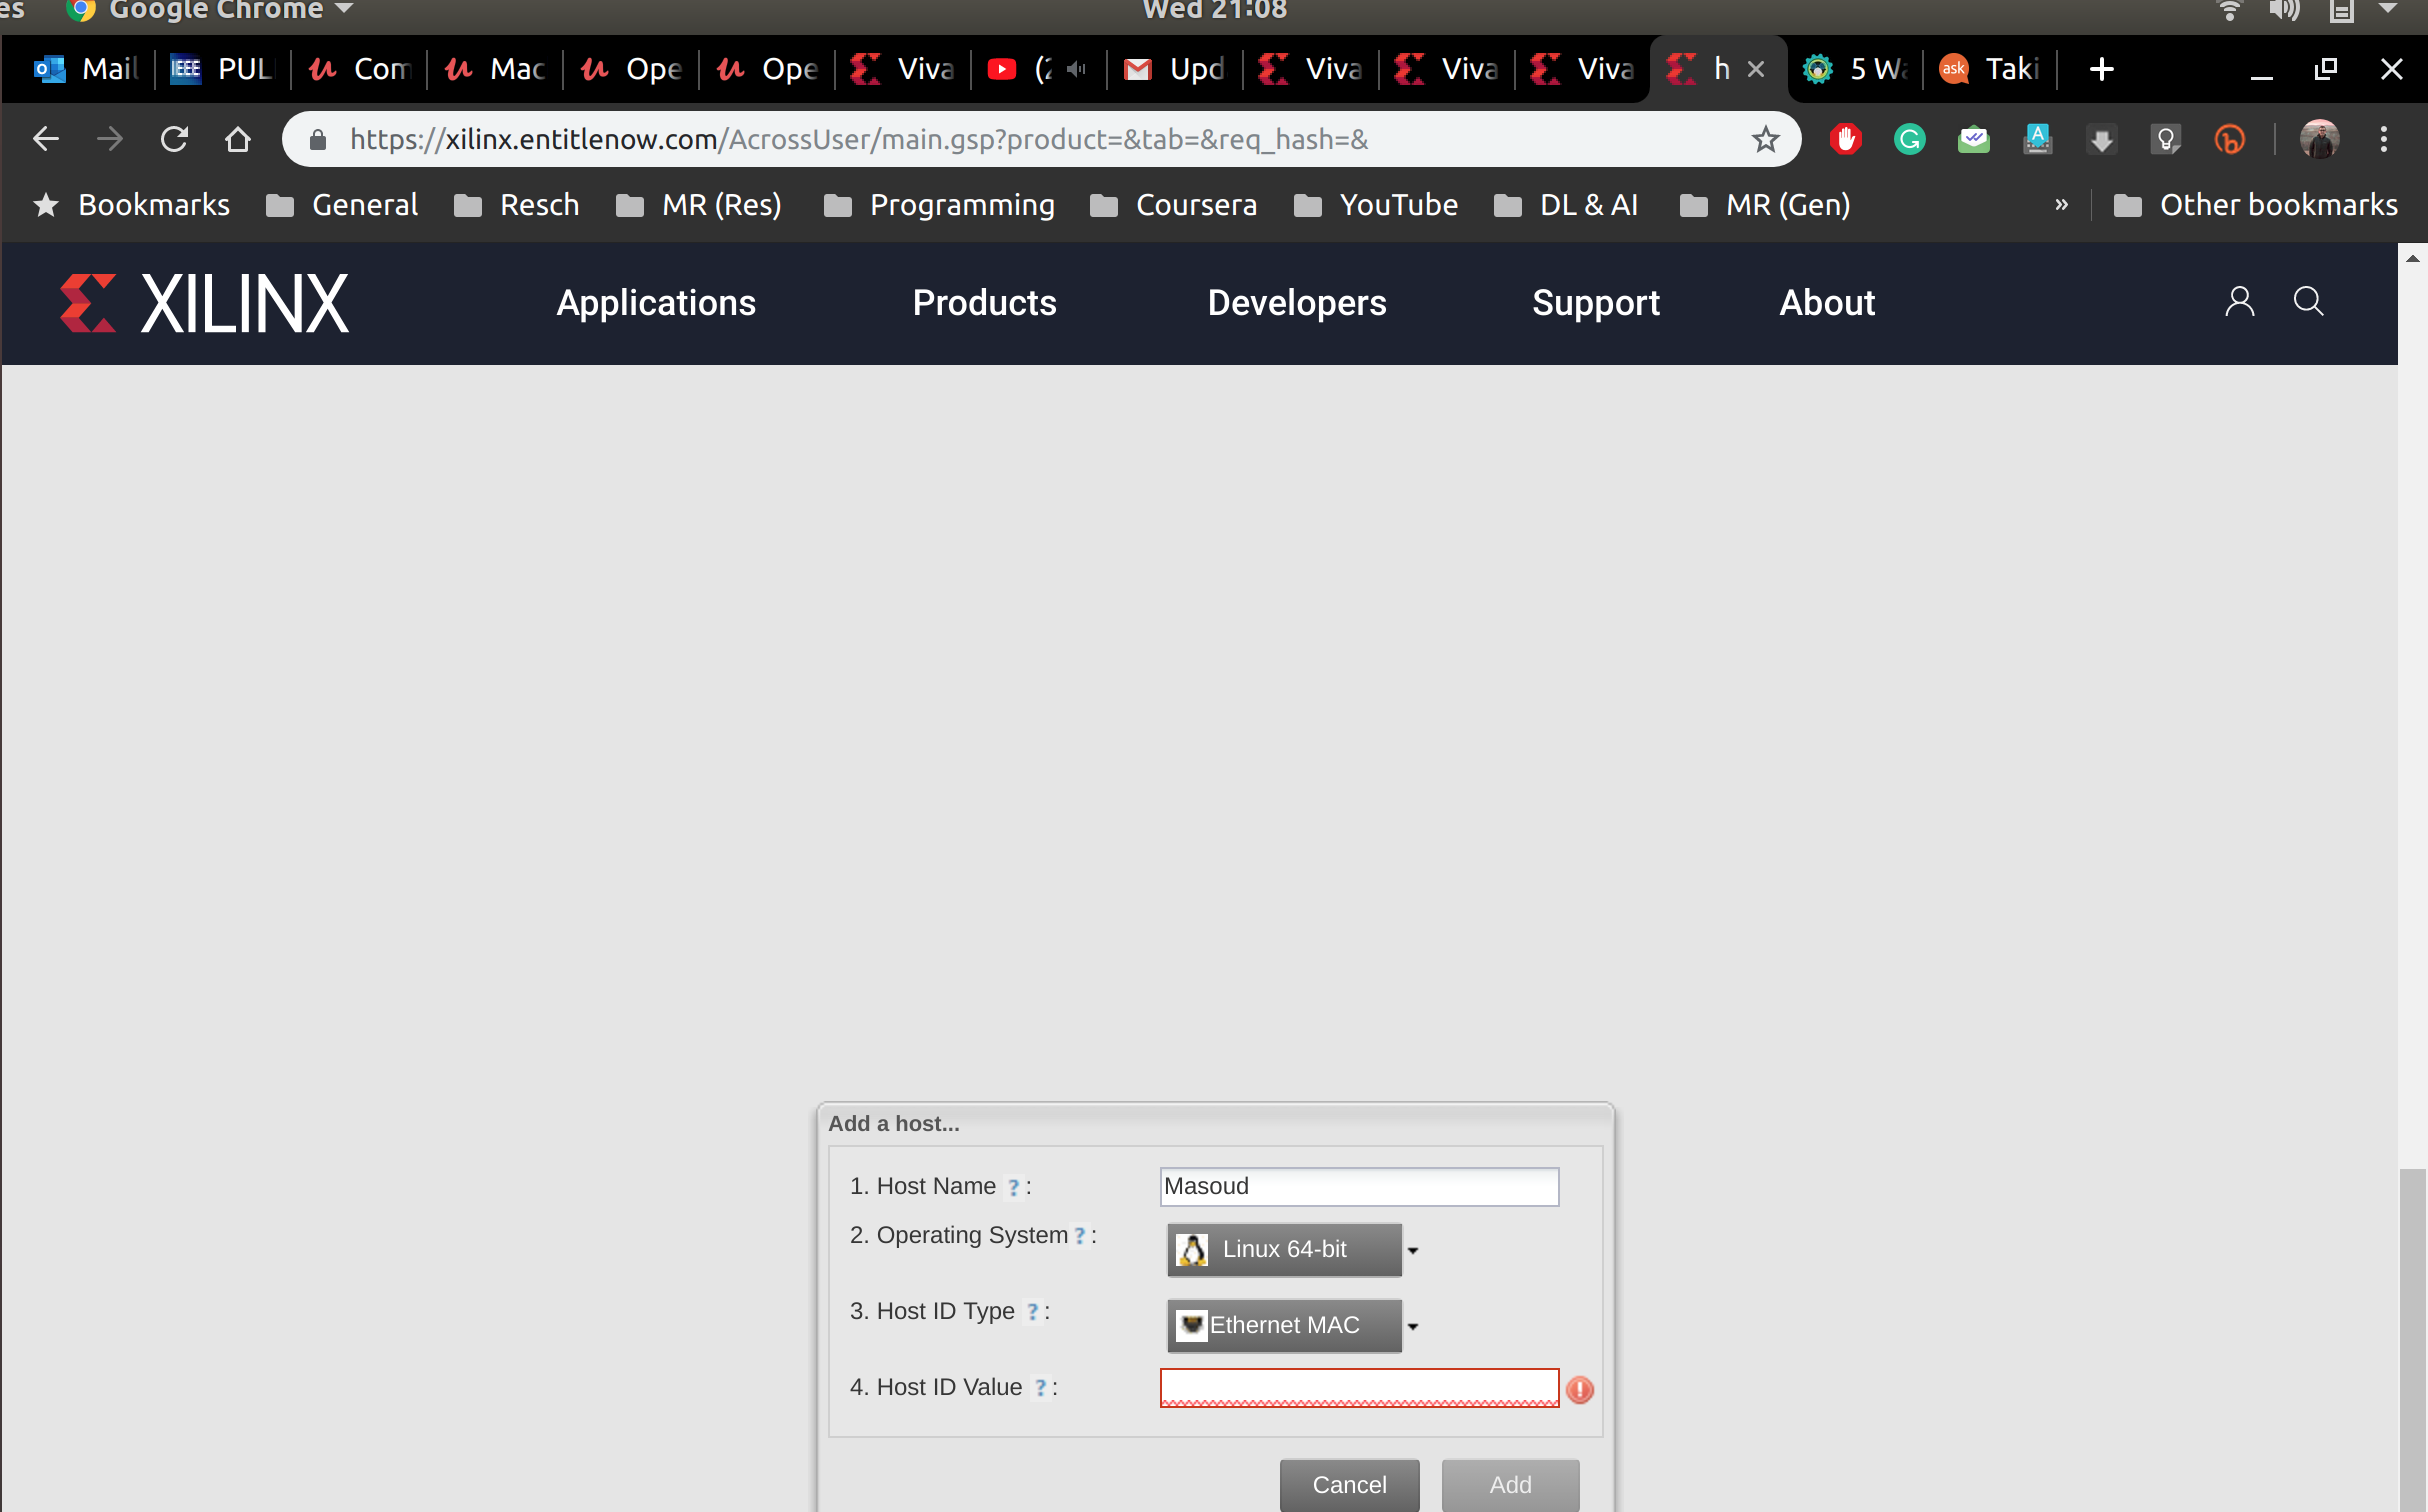 es Google Chrome Wed 21:08
Mail PUL Com Mac Ope Ope Viva (2 Upd Viva Viva Viva h 5 Wa ask Taki
https://xilinx.entitlenow.com/AcrossUser/main.gsp?product=&tab=&req_hash=&
Bookmarks General Resch MR (Res) Programming Coursera YouTube DL & AI MR (Gen) » Other bookmarks
XILINX Applications Products Developers Support About
Add a host...
1. Host Name ?: Masoud
2. Operating System ?: Linux 64-bit
3. Host ID Type ?: Ethernet MAC
4. Host ID Value ?:
Cancel Add